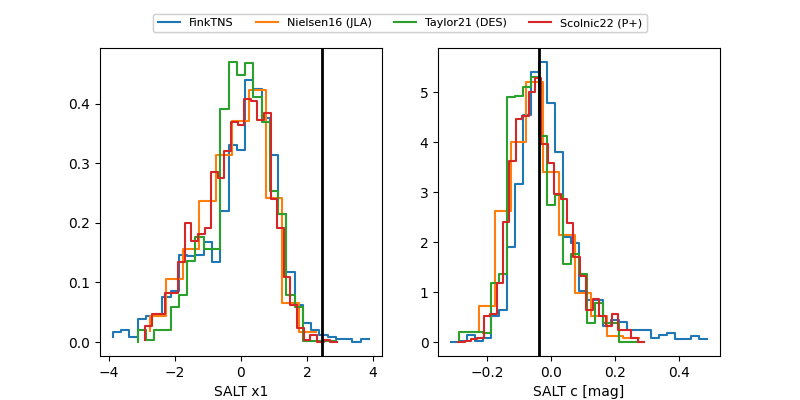 FinkTNS Nielsen16 (JLA) Taylor21 (DES) Scolnic22 (P+)
0.4
0.3
0.2
0.1
0.0
−4 −2 0 2 4
SALT x1
5
4
3
2
1
0
−0.2 0.0 0.2 0.4
SALT c [mag]